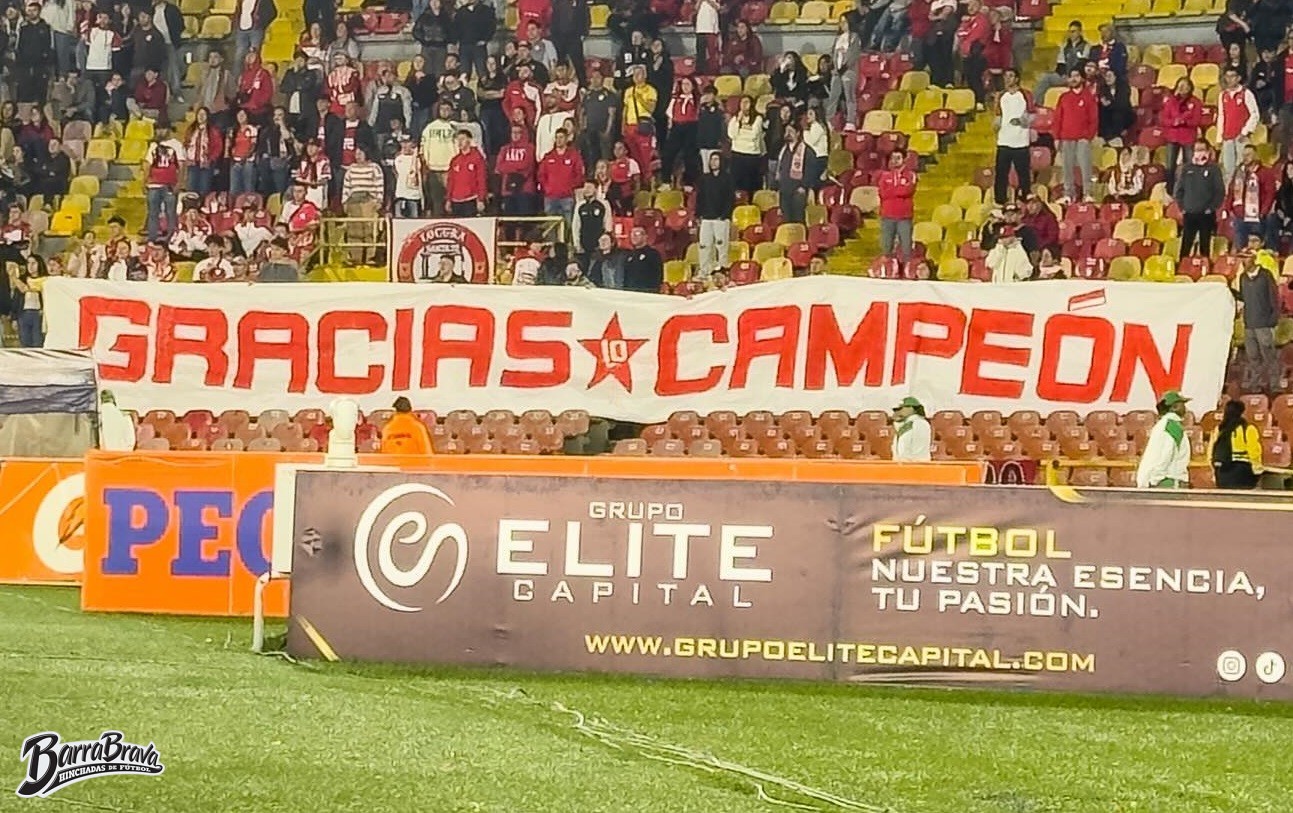 LOCURA
GRACIAS 10 CAMPEÓN
PEC
GRUPO
ELITE
CAPITAL
FÚTBOL
NUESTRA ESENCIA,
TU PASIÓN.
WWW.GRUPOELITECAPITAL.COM
BarraBrava
HINCHADAS DE FÚTBOL